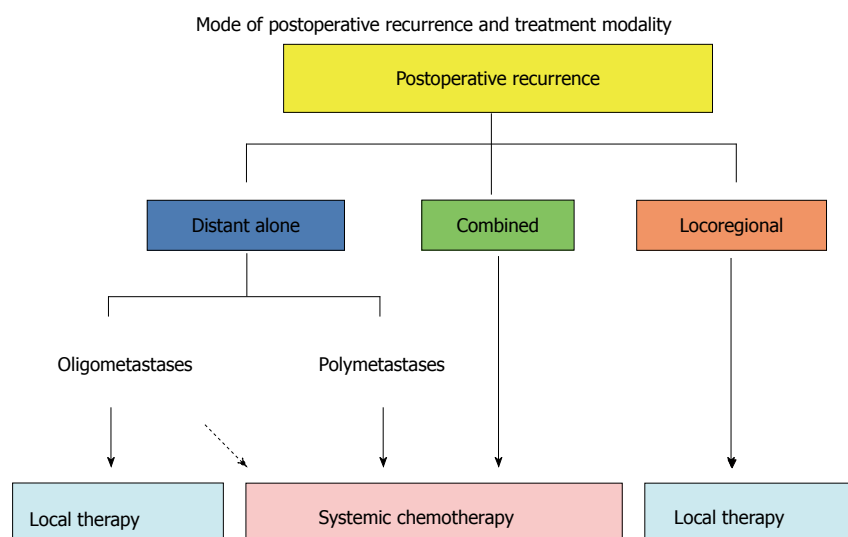 Mode of postoperative recurrence and treatment modality
Postoperative recurrence
Distant alone
Combined
Locoregional
Oligometastases
Polymetastases
Local therapy
Systemic chemotherapy
Local therapy